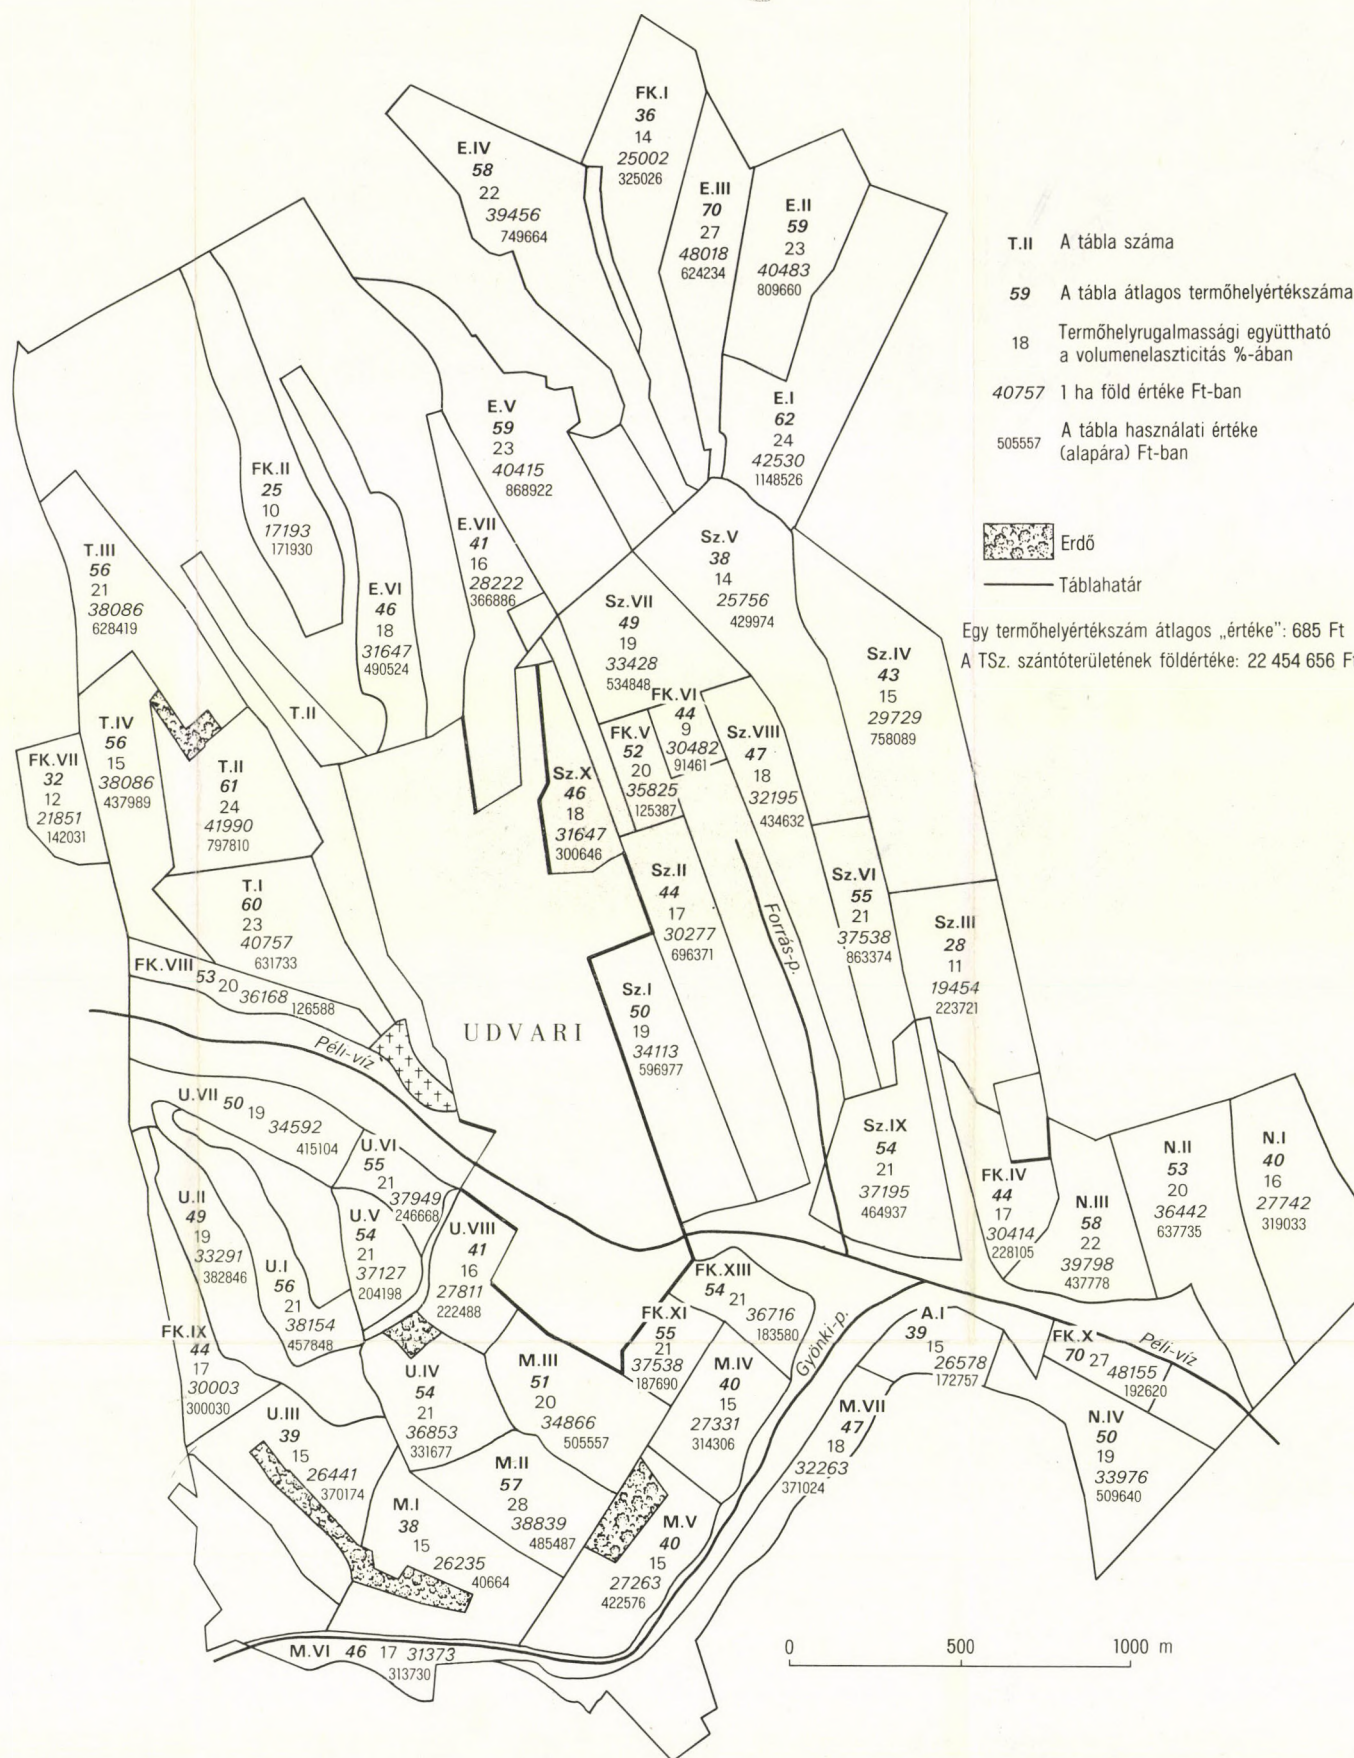 FK.I
36
14
25002
325026
E.IV
58
22
39456
749664
E.III
70
27
48018
624234
E.II
59
23
40483
809660
T.II A tábla száma
59 A tábla átlagos termőhelyértékszáma
18 Termőhelyrugalmassági együttható
a volumenelaszticitás %-ában
40757 1 ha föld értéke Ft-ban
505557 A tábla használati értéke
(alapára) Ft-ban
Erdő
Táblahatár
Egy termőhelyértékszám átlagos „értéke": 685 Ft
A TSz. szántóterületének földértéke: 22 454 656 Ft
E.I
62
24
42530
1148526
E.V
59
23
40415
868922
FK.II
25
10
17193
171930
E.VII
41
16
28222
366886
T.III
56
21
38086
628419
E.VI
46
18
31647
490524
Sz.V
38
14
25756
429974
Sz.VII
49
19
33428
534848
Sz.IV
43
15
29729
758089
T.II
T.IV
56
15
38086
437989
FK.VII
32
12
21851
142031
T.II
61
24
41990
797810
FK.VI
44
9
30482
91461
FK.V
52
20
35825
125387
Sz.VIII
47
18
32195
434632
Sz.X
46
18
31647
300646
Sz.II
44
17
30277
696371
Sz.VI
55
21
37538
863374
T.I
60
23
40757
631733
Forrás-p.
Sz.III
28
11
19454
223721
FK.VIII 53 20 36168 126588
Sz.I
50
19
34113
596977
UDVARI
Péli-víz
U.VII 50 19 34592
415104
U.VI
55
21
37949
246668
Sz.IX
54
21
37195
464937
N.II
53
20
36442
637735
N.I
40
16
27742
319033
FK.IV
44
17
30414
228105
N.III
58
22
39798
437778
U.II
49
19
33291
382846
U.V
54
21
37127
204198
U.VIII
41
16
27811
222488
U.I
56
21
38154
457848
FK.XIII
54 21
36716
183580
FK.XI
55
21
37538
187690
Gyönki-p.
A.I
39
15
26578
172757
FK.X
70 27
48155
192620
Péli-víz
FK.IX
44
17
30003
300030
U.IV
54
21
36853
331677
M.III
51
20
34866
505557
M.IV
40
15
27331
314306
M.VII
47
18
32263
371024
N.IV
50
19
33976
509640
U.III
39
15
26441
370174
M.II
57
28
38839
485487
M.I
38
15
26235
40664
M.V
40
15
27263
422576
M.VI 46 17 31373
313730
0 500 1000 m